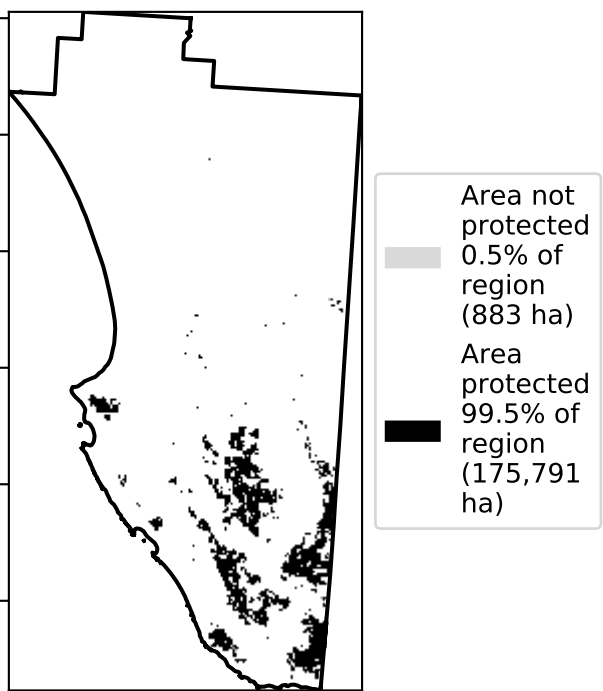 Area not
protected
0.5% of
region
(883 ha)
Area
protected
99.5% of
region
(175,791
ha)